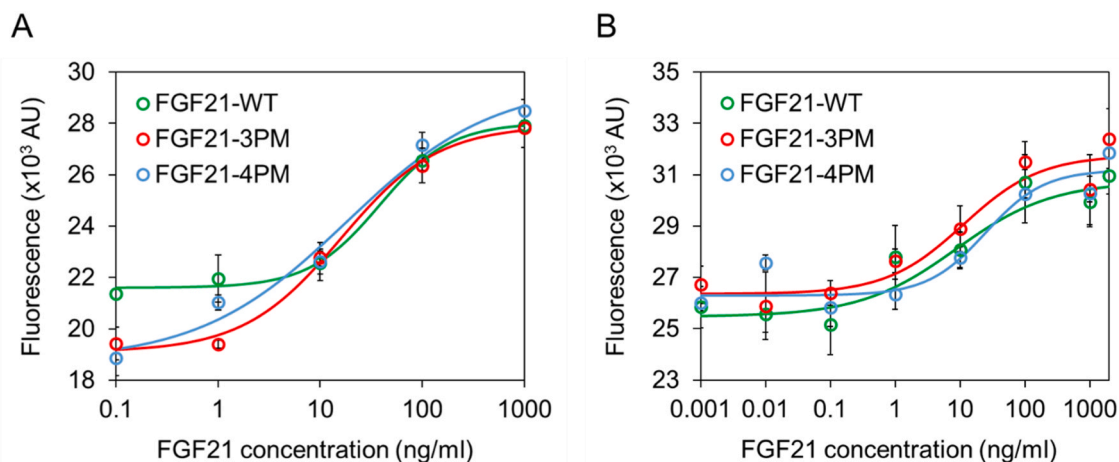 A
Fluorescence (x10³ AU)
30
28
26
24
22
20
18
FGF21-WT
FGF21-3PM
FGF21-4PM
0.1 1 10 100 1000
FGF21 concentration (ng/ml)
B
Fluorescence (x10³ AU)
35
33
31
29
27
25
23
FGF21-WT
FGF21-3PM
FGF21-4PM
0.001 0.01 0.1 1 10 100 1000
FGF21 concentration (ng/ml)